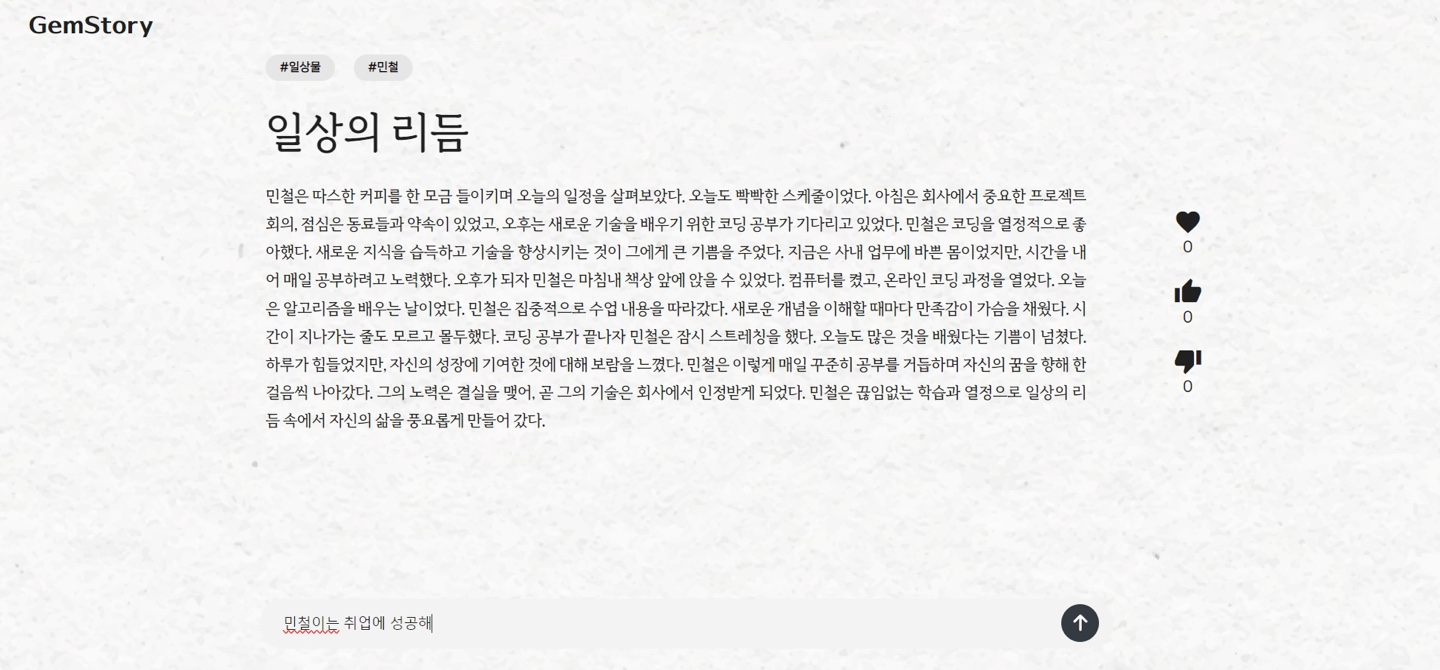 GemStory
#일상물 #민철
일상의 리듬
민철은 따스한 커피를 한 모금 들이키며 오늘의 일정을 살펴보았다. 오늘도 빡빡한 스케줄이었다. 아침은 회사에서 중요한 프로젝트
회의, 점심은 동료들과 약속이 있었고, 오후는 새로운 기술을 배우기 위한 코딩 공부가 기다리고 있었다. 민철은 코딩을 열정적으로 좋
아했다. 새로운 지식을 습득하고 기술을 향상시키는 것이 그에게 큰 기쁨을 주었다. 지금은 사내 업무에 바쁜 몸이었지만, 시간을 내
어 매일 공부하려고 노력했다. 오후가 되자 민철은 마침내 책상 앞에 앉을 수 있었다. 컴퓨터를 켰고, 온라인 코딩 과정을 열었다. 오늘
은 알고리즘을 배우는 날이었다. 민철은 집중적으로 수업 내용을 따라갔다. 새로운 개념을 이해할 때마다 만족감이 가슴을 채웠다. 시
간이 지나가는 줄도 모르고 몰두했다. 코딩 공부가 끝나자 민철은 잠시 스트레칭을 했다. 오늘도 많은 것을 배웠다는 기쁨이 넘쳤다.
하루가 힘들었지만, 자신의 성장에 기여한 것에 대해 보람을 느꼈다. 민철은 이렇게 매일 꾸준히 공부를 거듭하며 자신의 꿈을 향해 한
걸음씩 나아갔다. 그의 노력은 결실을 맺어, 곧 그의 기술은 회사에서 인정받게 되었다. 민철은 끊임없는 학습과 열정으로 일상의 리
듬 속에서 자신의 삶을 풍요롭게 만들어 갔다.
0
0
0
민철이는 취업에 성공해